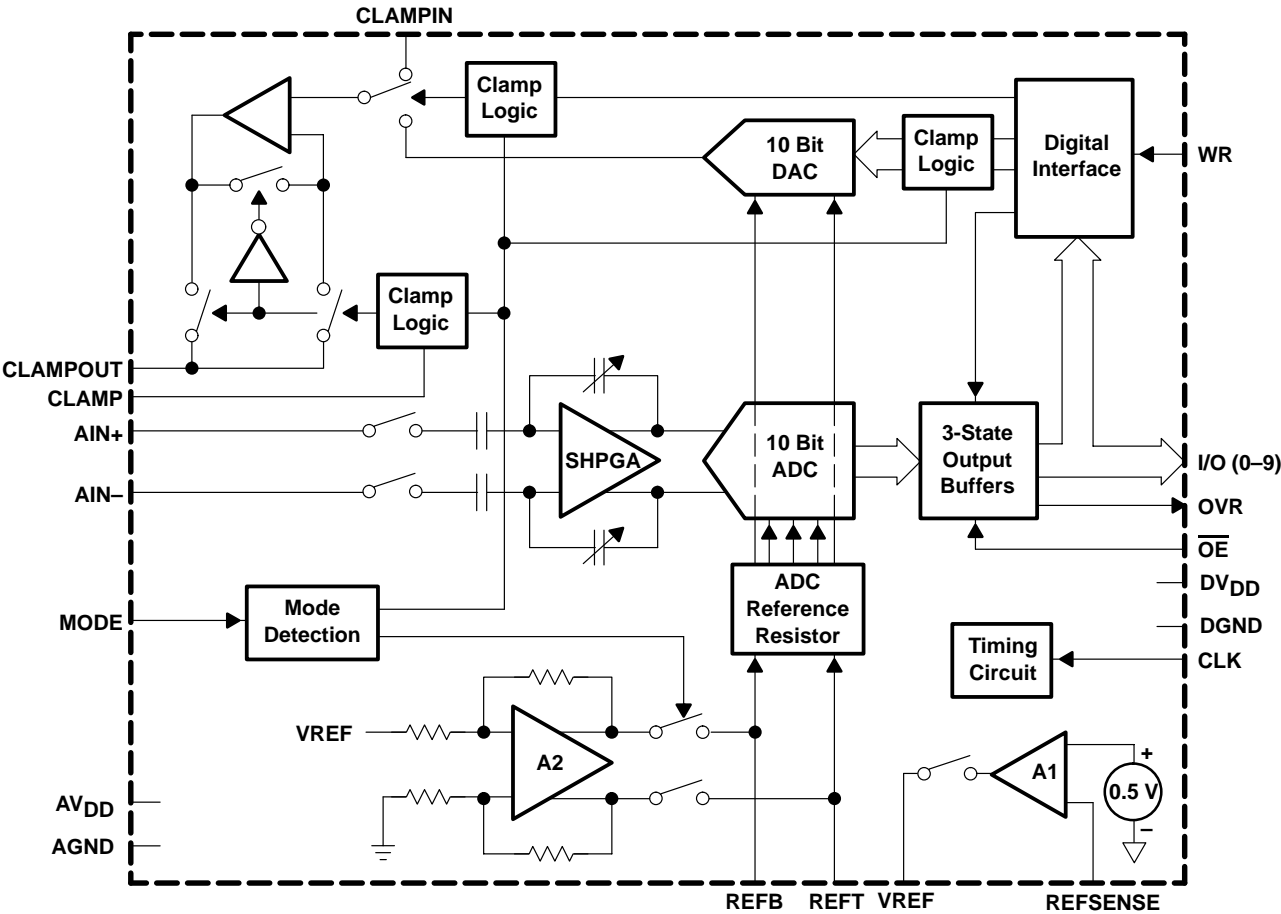 CLAMPIN
Clamp
Logic
10 Bit
DAC
Clamp
Logic
Digital
Interface
WR
Clamp
Logic
CLAMPOUT
CLAMP
AIN+
AIN–
SHPGA
10 Bit
ADC
3-State
Output
Buffers
I/O (0–9)
OVR
OE
DVDD
DGND
CLK
MODE
Mode
Detection
ADC
Reference
Resistor
Timing
Circuit
VREF
A2
A1
+
0.5 V
–
AVDD
AGND
REFB
REFT
VREF
REFSENSE